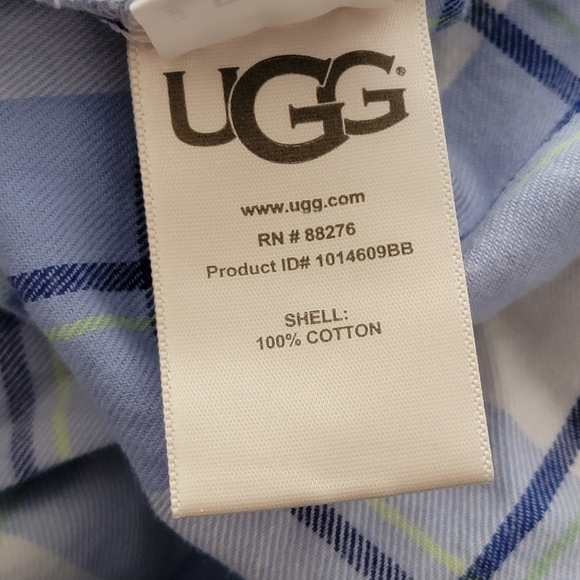 UGG®
www.ugg.com
RN # 88276
Product ID# 1014609BB
SHELL:
100% COTTON